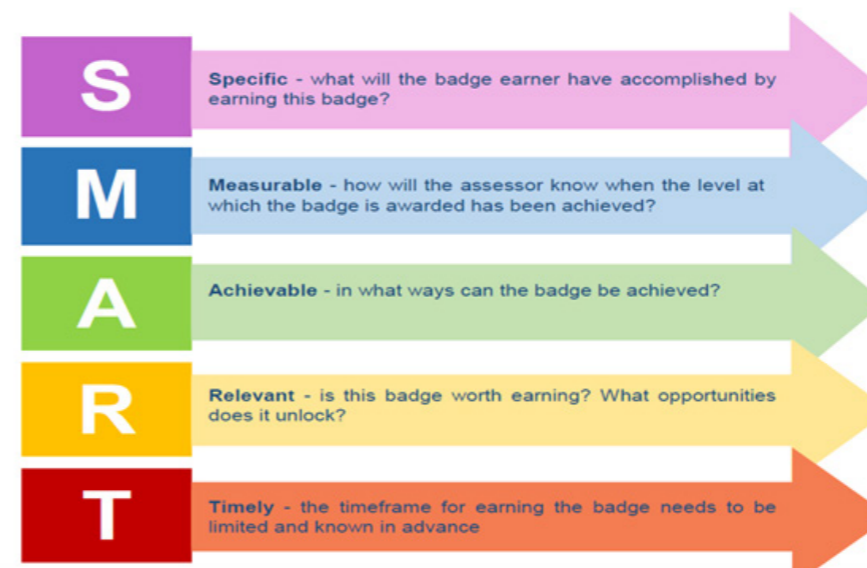 S
Specific - what will the badge earner have accomplished by
earning this badge?
M
Measurable - how will the assessor know when the level at
which the badge is awarded has been achieved?
A
Achievable - in what ways can the badge be achieved?
R
Relevant - is this badge worth earning? What opportunities
does it unlock?
T
Timely - the timeframe for earning the badge needs to be
limited and known in advance